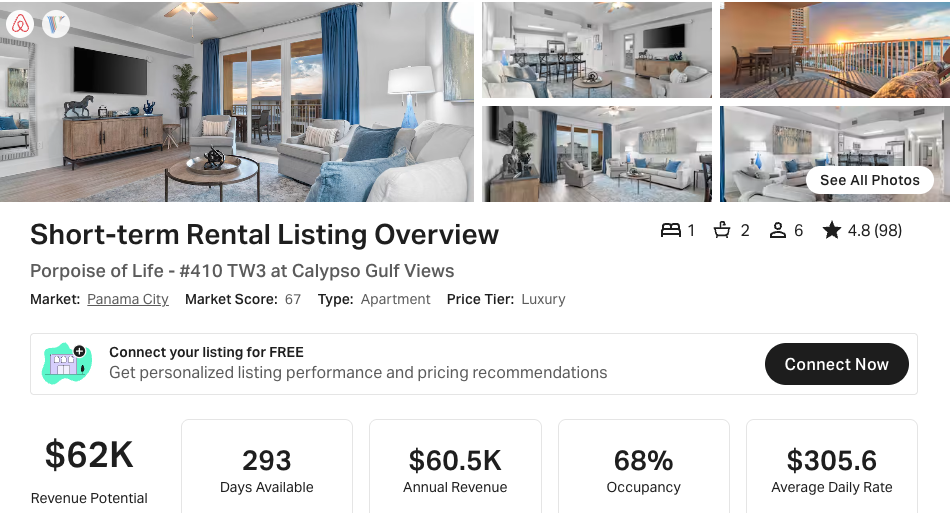 See All Photos
Short-term Rental Listing Overview
1 2 6 4.8 (98)
Porpoise of Life - #410 TW3 at Calypso Gulf Views
Market: Panama City Market Score: 67 Type: Apartment Price Tier: Luxury
Connect your listing for FREE
Get personalized listing performance and pricing recommendations
Connect Now
$62K
Revenue Potential
293
Days Available
$60.5K
Annual Revenue
68%
Occupancy
$305.6
Average Daily Rate